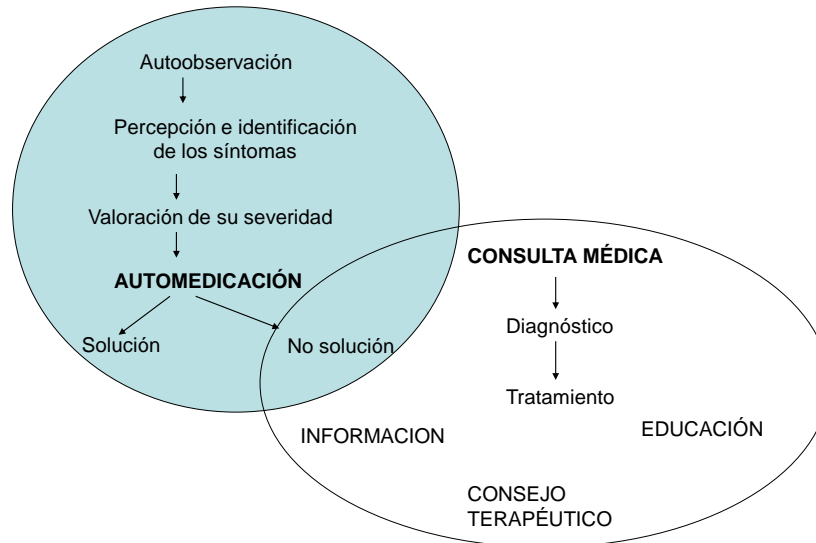 Autoobservación
Percepción e identificación
de los síntomas
Valoración de su severidad
AUTOMEDICACIÓN
Solución
No solución
CONSULTA MÉDICA
Diagnóstico
Tratamiento
INFORMACION
EDUCACIÓN
CONSEJO
TERAPÉUTICO